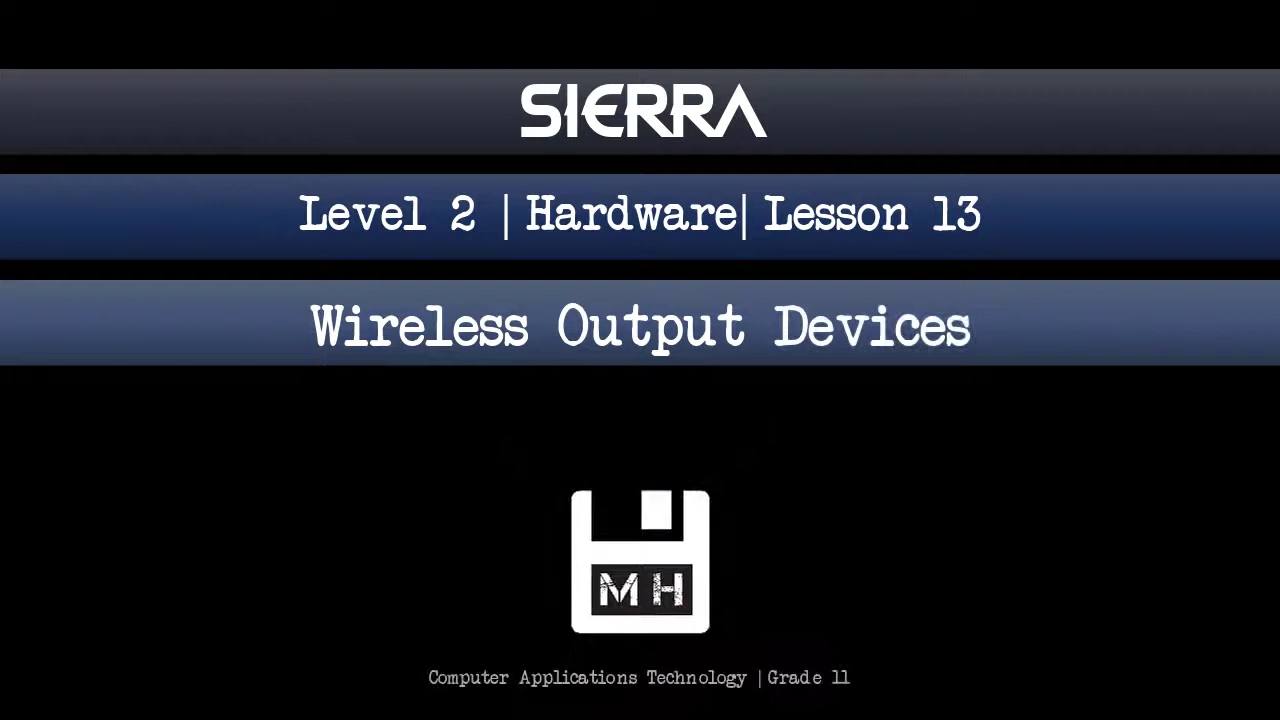 SIERRA
Level 2 | Hardware| Lesson 13
Wireless Output Devices
MH
Computer Applications Technology | Grade 11